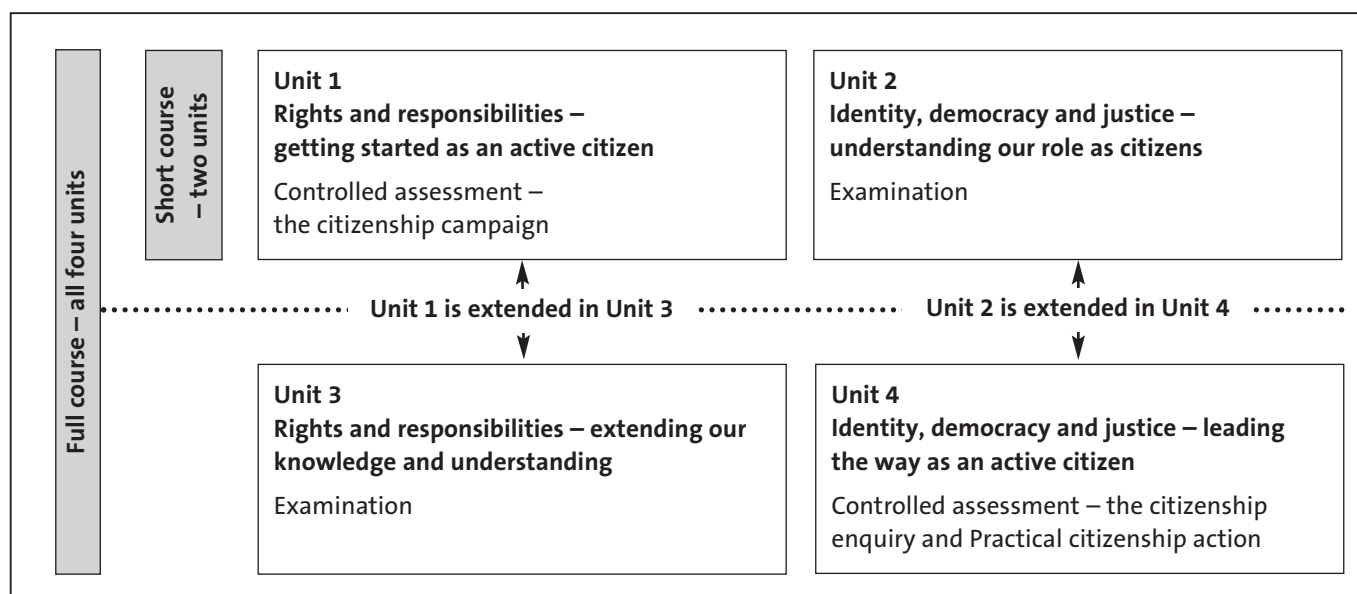 Full course – all four units
Short course
– two units
Unit 1
Rights and responsibilities –
getting started as an active citizen
Controlled assessment –
the citizenship campaign
Unit 2
Identity, democracy and justice –
understanding our role as citizens
Examination
Unit 1 is extended in Unit 3
Unit 2 is extended in Unit 4
Unit 3
Rights and responsibilities – extending our
knowledge and understanding
Examination
Unit 4
Identity, democracy and justice – leading
the way as an active citizen
Controlled assessment – the citizenship
enquiry and Practical citizenship action